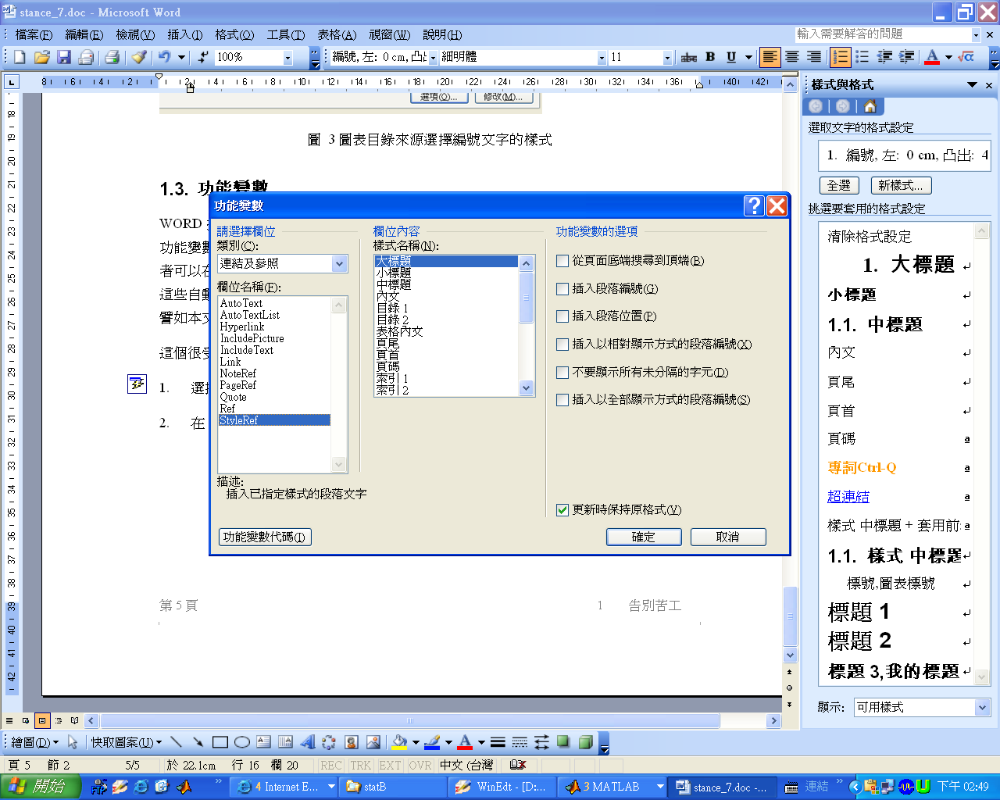 stance_7.doc - Microsoft Word
檔案(F) 編輯(E) 檢視(V) 插入(I) 格式(O) 工具(T) 表格(A) 視窗(W) 說明(H) 輸入需要解答的問題
100% 編號, 左: 0 cm, 凸出 細明體 11
選項(O)... 修改(M)...
圖 3 圖表目錄來源選擇編號文字的樣式
1.3. 功能變數
WORD
功能變數
者可以在
這些自動
譬如本文
這個很受
1. 選擇
2. 在
第 5 頁 1 告別苦工
功能變數
請選擇欄位
類別(C):
連結及參照
欄位名稱(F):
AutoText
AutoTextList
Hyperlink
IncludePicture
IncludeText
Link
NoteRef
PageRef
Quote
Ref
StyleRef
描述:
插入已指定樣式的段落文字
功能變數代碼(I)
欄位內容
樣式名稱(N):
大標題
小標題
中標題
內文
目錄 1
目錄 2
表格內文
頁尾
頁首
頁碼
索引 1
索引 2
功能變數的選項
從頁面底端搜尋到頂端(B)
插入段落編號(G)
插入段落位置(P)
插入以相對顯示方式的段落編號(X)
不要顯示所有未分隔的字元(D)
插入以全部顯示方式的段落編號(S)
更新時保持原格式(V)
確定 取消
樣式與格式
選取文字的格式設定
1. 編號, 左: 0 cm, 凸出: 4
全選 新樣式...
挑選要套用的格式設定
清除格式設定
1. 大標題
小標題
1.1. 中標題
內文
頁尾
頁首
頁碼
專詞Ctrl-Q
超連結
樣式 中標題 + 套用前
1.1. 樣式 中標題
標號,圖表標號
標題 1
標題 2
標題 3,我的標題
顯示: 可用樣式
繪圖(D) 快取圖案(U)
頁 5 節 2 5/5 於 22.1cm 行 16 欄 20 REC TRK EXT OVR 中文 (台灣
開始 4 Internet E... statB WinEdt - [D:... 3 MATLAB stance_7.doc -... 連結 下午 02:49